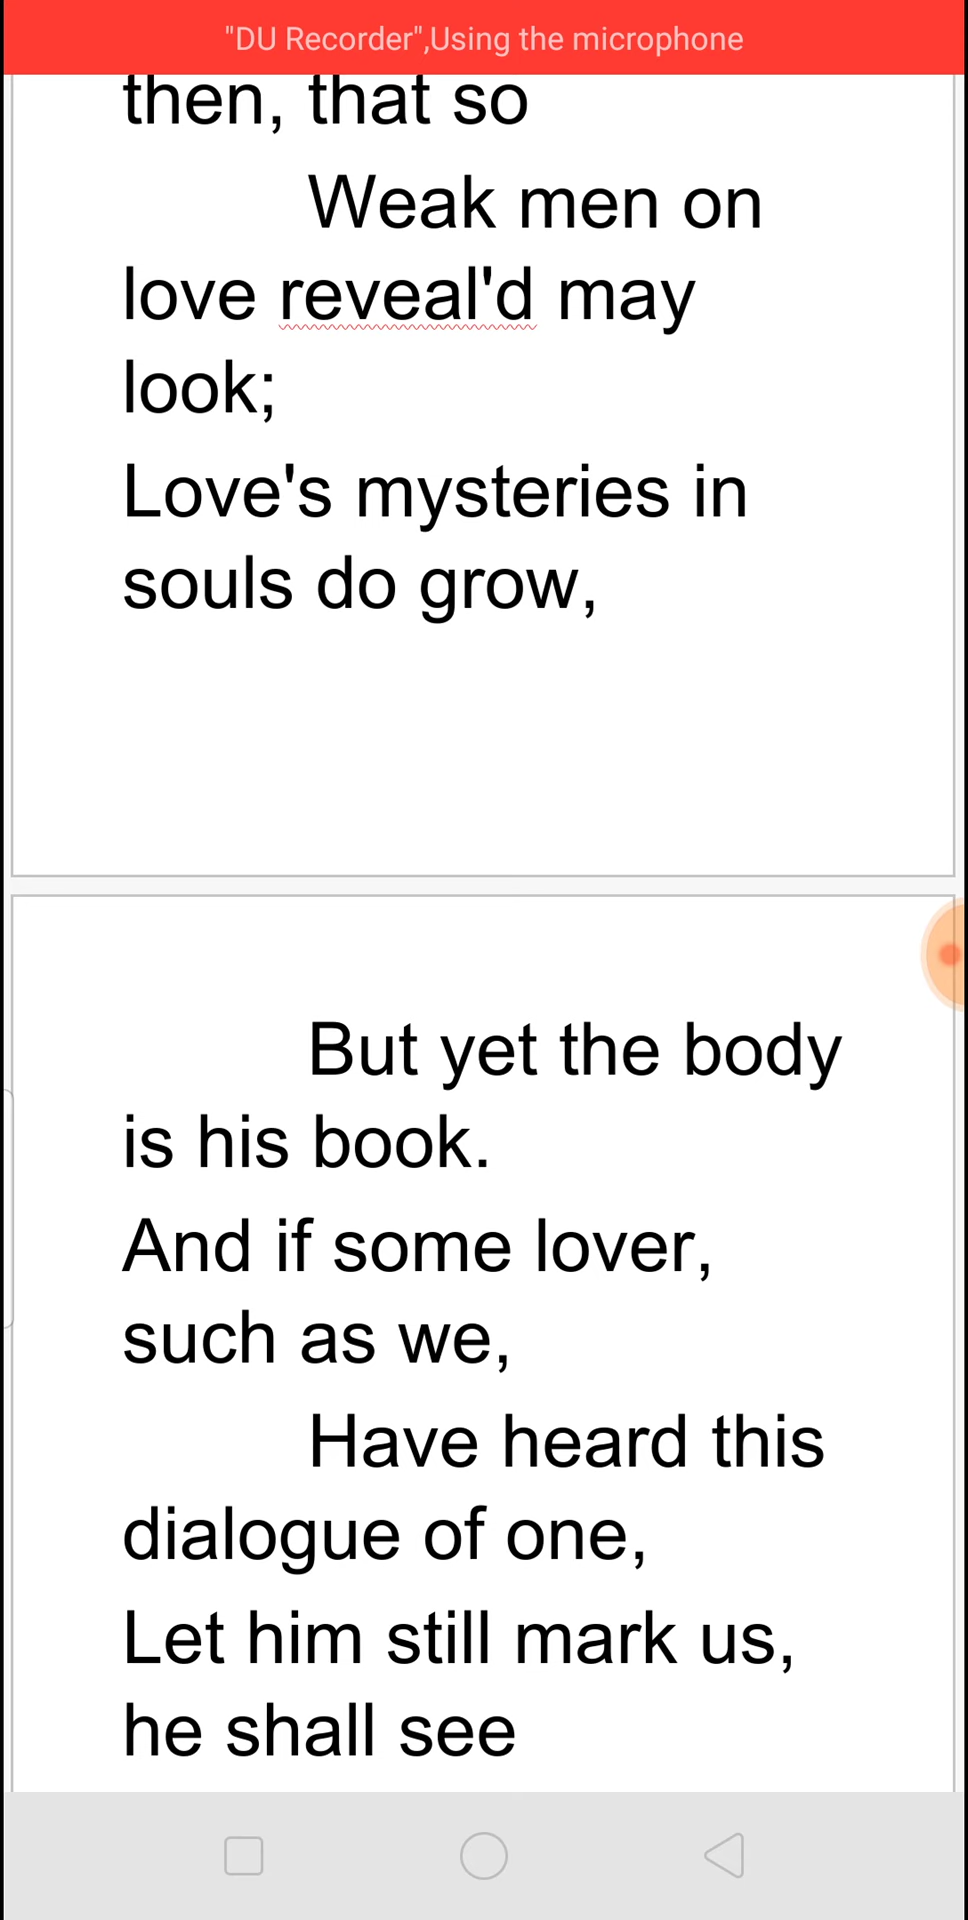 "DU Recorder",Using the microphone
then, that so
Weak men on
love reveal'd may
look;
Love's mysteries in
souls do grow,
But yet the body
is his book.
And if some lover,
such as we,
Have heard this
dialogue of one,
Let him still mark us,
he shall see